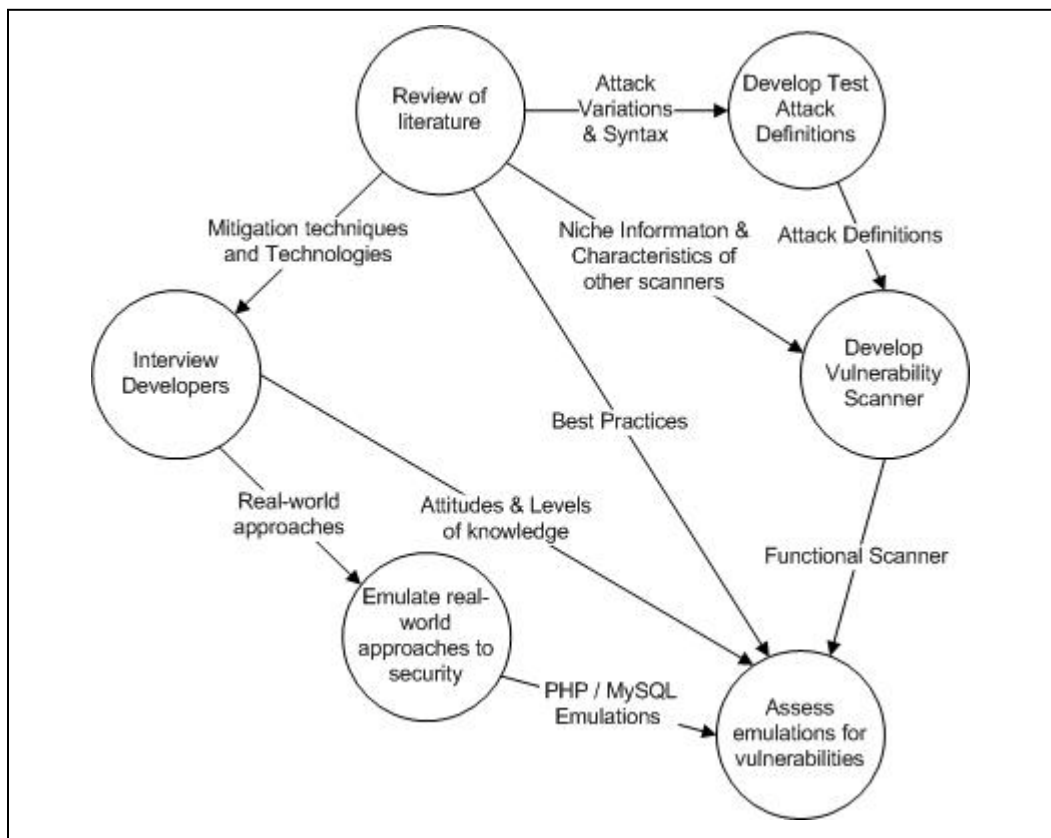 Review of
literature
Attack
Variations
& Syntax
Develop Test
Attack
Definitions
Mitigation techniques
and Technologies
Niche Inforrmaton &
Characteristics of
other scanners
Attack Definitions
Interview
Developers
Develop
Vulnerability
Scanner
Best Practices
Real-world
approaches
Attitudes & Levels
of knowledge
Functional Scanner
Emulate real-
world
approaches to
security
PHP / MySQL
Emulations
Assess
emulations for
vulnerabilities